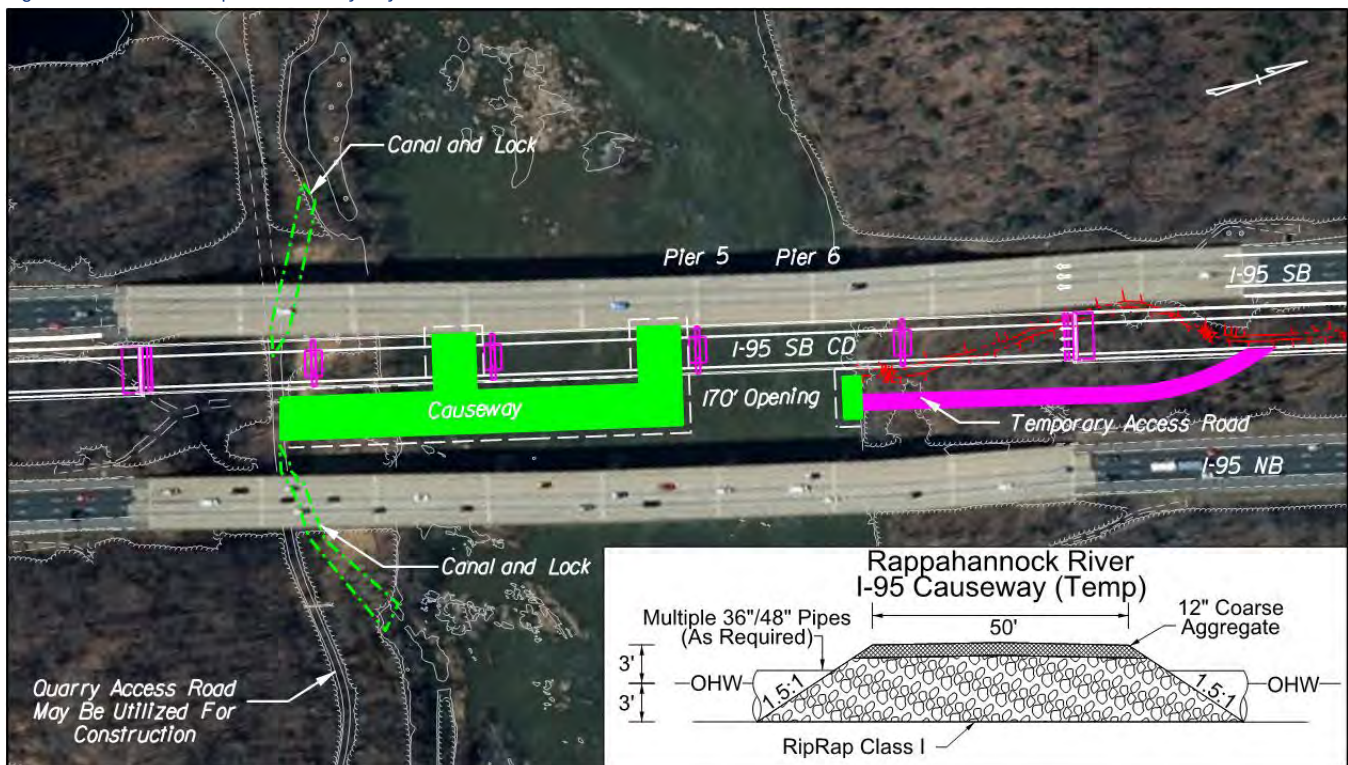 Canal and Lock
Pier 5
Pier 6
I-95 SB
I-95 SB CD
Causeway
170' Opening
Temporary Access Road
I-95 NB
Canal and Lock
Quarry Access Road
May Be Utilized For
Construction
Rappahannock River
I-95 Causeway (Temp)
Multiple 36"/48" Pipes
(As Required)
50'
12" Coarse
Aggregate
3'
3'
OHW
1.5:1
1.5:1
OHW
RipRap Class I